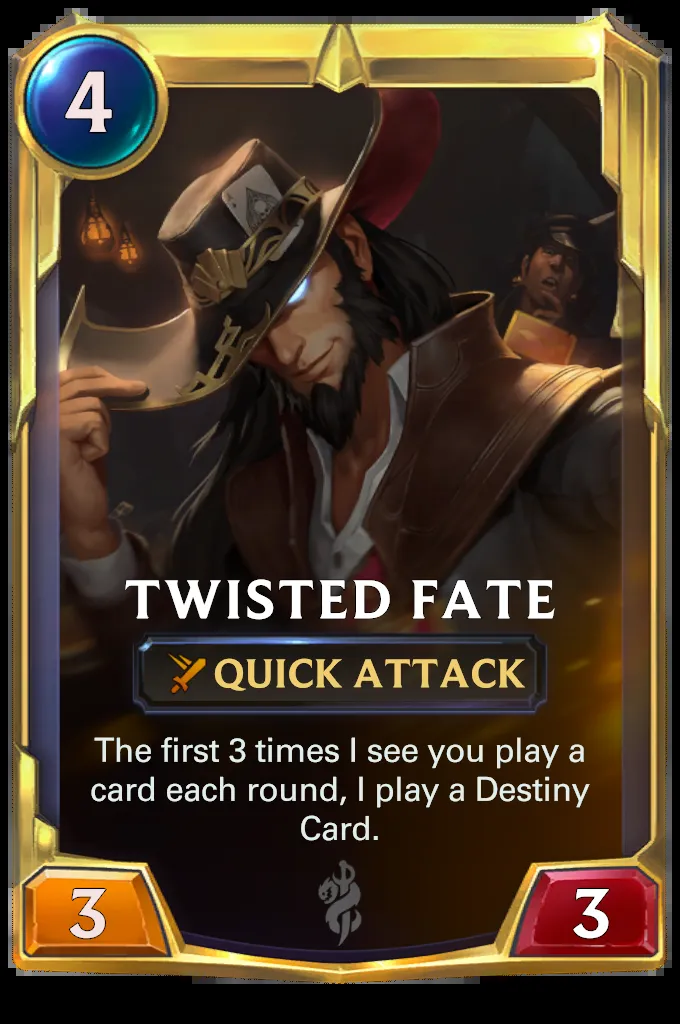 4
TWISTED FATE
QUICK ATTACK
The first 3 times I see you play a
card each round, I play a Destiny
Card.
3
3